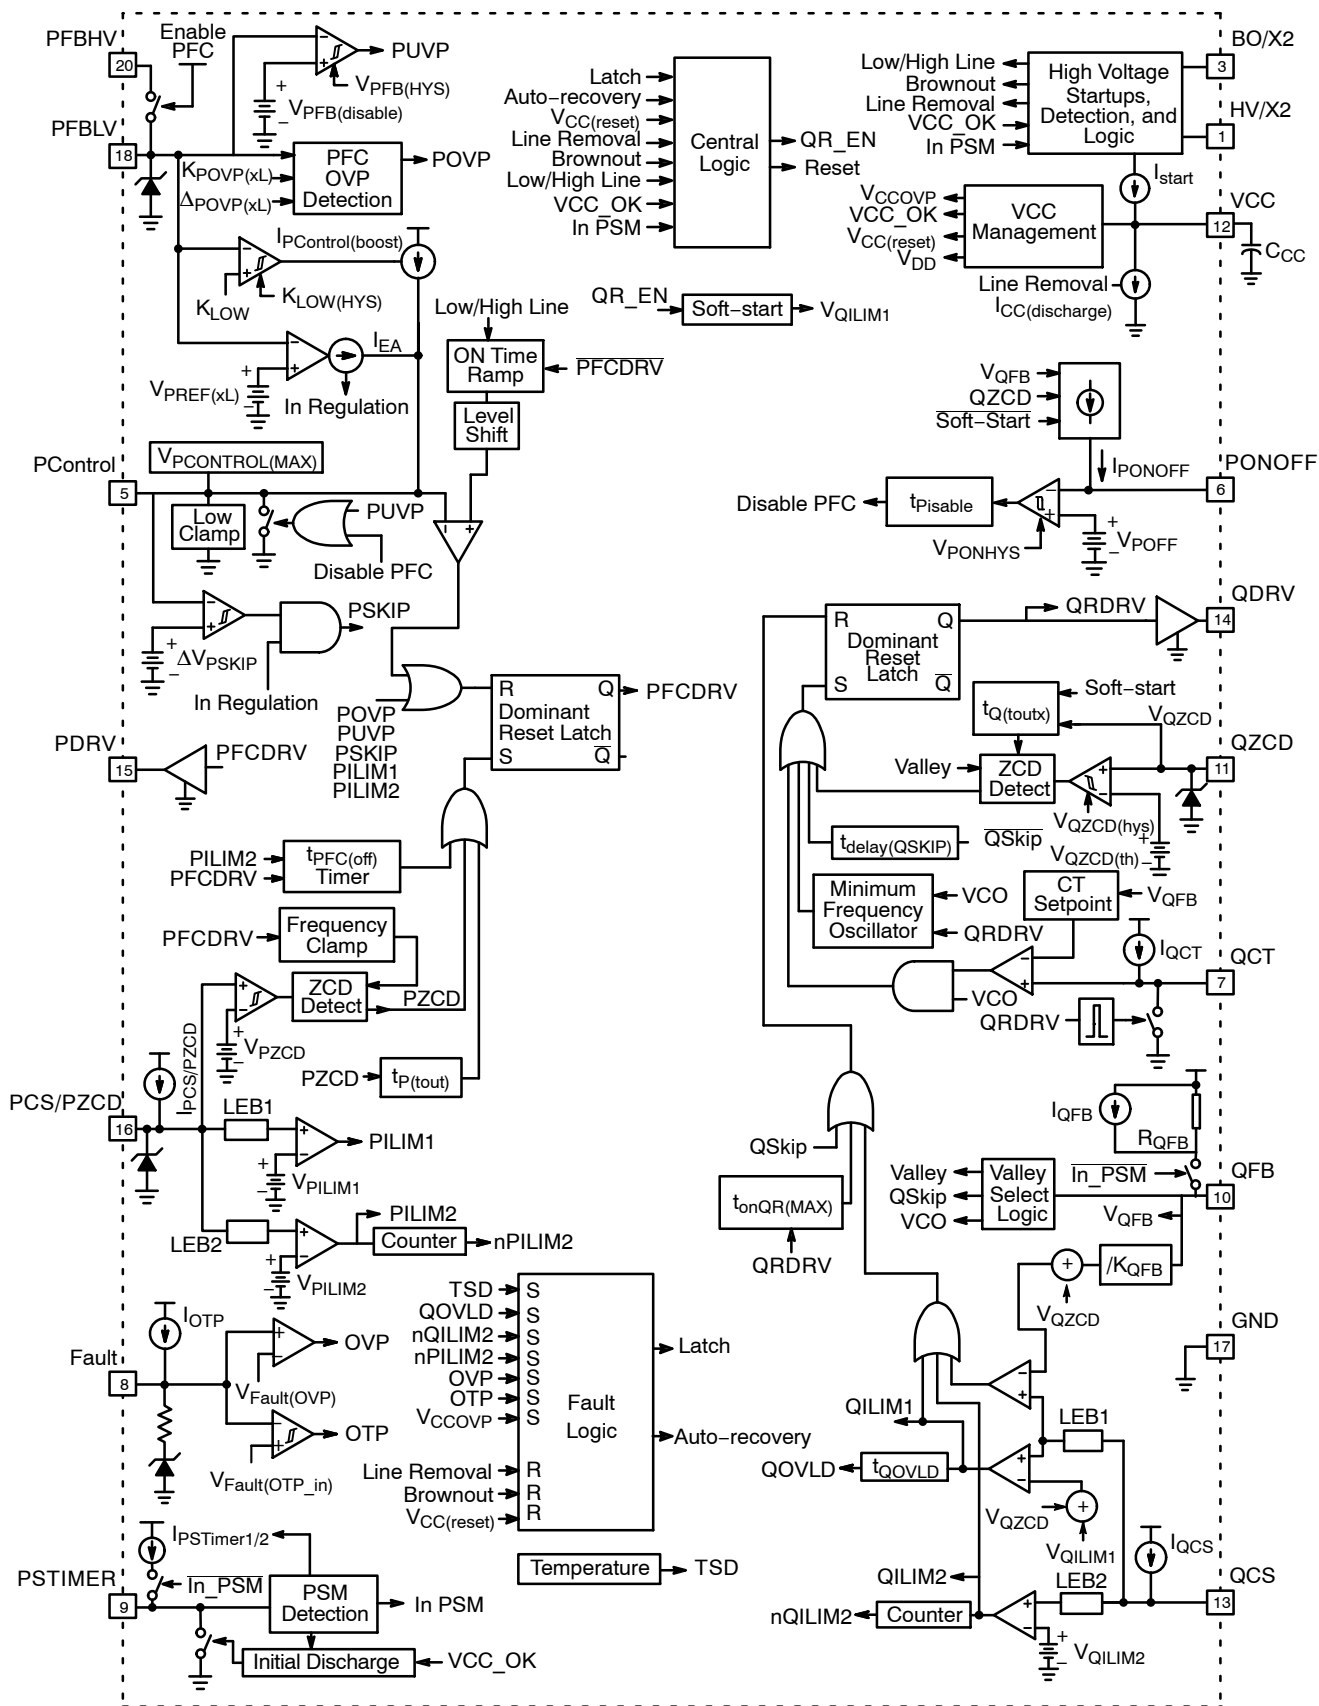 PFBHV
20
Enable
PFC
PUVP
VPFB(HYS)
+
−
VPFB(disable)
PFBLV
18
KPOVP(xL)
ΔPOVP(xL)
PFC
OVP
Detection
POVP
IPControl(boost)
KLOW
KLOW(HYS)
IEA
VPREF(xL)
In Regulation
Low/High Line
ON Time
Ramp
PFCDRV
Level
Shift
Latch
Auto−recovery
VCC(reset)
Line Removal
Brownout
Low/High Line
VCC_OK
In PSM
Central
Logic
QR_EN
Reset
QR_EN
Soft−start
VQILIM1
Low/High Line
Brownout
Line Removal
VCC_OK
In PSM
High Voltage
Startups,
Detection, and
Logic
BO/X2
3
HV/X2
1
Istart
VCCOVP
VCC_OK
VCC(reset)
VDD
VCC
Management
VCC
12
CCC
Line Removal
ICC(discharge)
VQFB
QZCD
Soft−Start
IPONOFF
PONOFF
6
Disable PFC
tPisable
VPONHYS
+
−
VPOFF
PControl
5
VPCONTROL(MAX)
Low
Clamp
PUVP
Disable PFC
+
−
ΔVPSKIP
PSKIP
In Regulation
POVP
PUVP
PSKIP
PILIM1
PILIM2
R
S
Q
Q
Dominant
Reset Latch
PFCDRV
PDRV
15
PFCDRV
PILIM2
PFCDRV
tPFC(off)
Timer
PFCDRV
Frequency
Clamp
ZCD
Detect
PZCD
+
−
VPZCD
PZCD
tP(tout)
IPCS/PZCD
PCS/PZCD
16
LEB1
PILIM1
+
−
VPILIM1
LEB2
PILIM2
Counter
nPILIM2
+
−
VPILIM2
R
S
Q
Q
Dominant
Reset
Latch
QRDRV
QDRV
14
tQ(toutx)
Soft-start
VQZCD
QZCD
11
Valley
ZCD
Detect
VQZCD(hys)
VQZCD(th)
+
−
tdelay(QSKIP)
QSkip
Minimum
Frequency
Oscillator
VCO
QRDRV
CT
Setpoint
VQFB
IQCT
QCT
7
VCO
QRDRV
IQFB
RQFB
In_PSM
QFB
10
QSkip
tonQR(MAX)
QRDRV
Valley
QSkip
VCO
Valley
Select
Logic
VQFB
/KQFB
+
VQZCD
GND
17
IOTP
OVP
VFault(OVP)
Fault
8
OTP
VFault(OTP_in)
TSD
QOVLD
nQILIM2
nPILIM2
OVP
OTP
VCCOVP
Line Removal
Brownout
VCC(reset)
S
S
S
S
S
S
S
R
R
R
Fault
Logic
Latch
Auto-recovery
QILIM1
QOVLD
tQOVLD
LEB1
VQZCD
+
VQILIM1
IQCS
LEB2
QCS
13
QILIM2
nQILIM2
Counter
+
−
VQILIM2
Temperature
TSD
IPSTimer1/2
In_PSM
PSTIMER
9
PSM
Detection
In PSM
Initial Discharge
VCC_OK